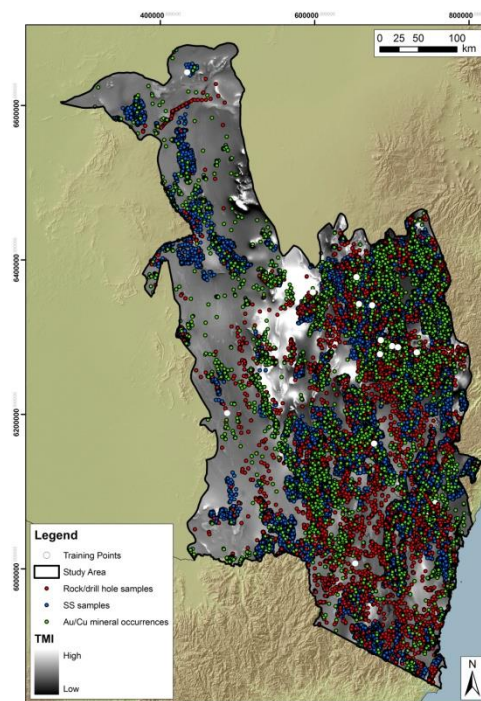 400000
600000
800000
0 25 50 100
km
6600000
6400000
6200000
6000000
Legend
Training Points
Study Area
Rock/drill hole samples
SS samples
Au/Cu mineral occurrences
TMI
High
Low
N